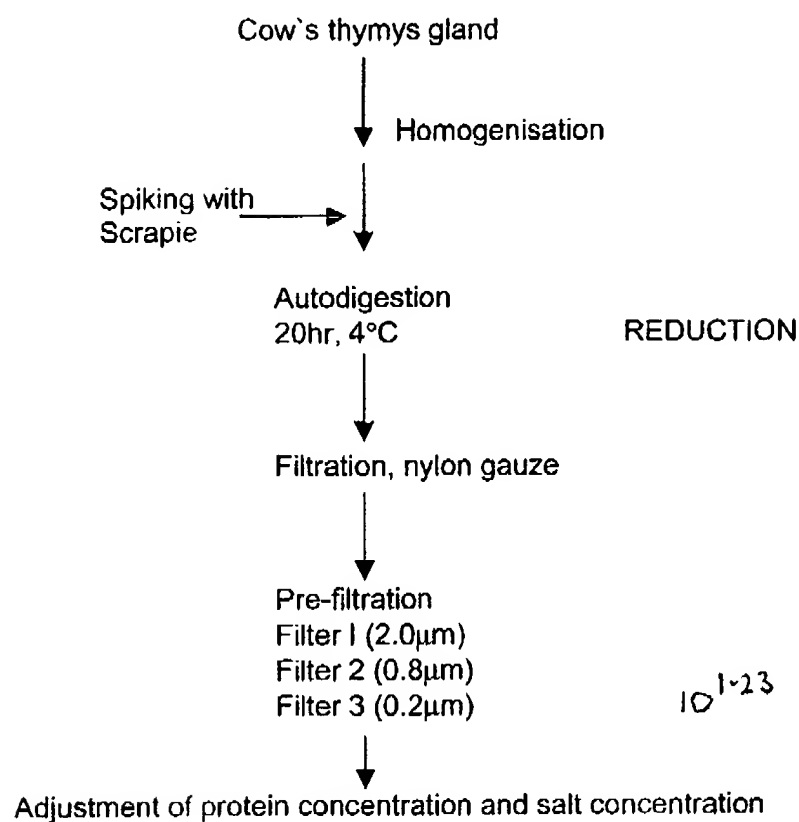 Cow`s thymys gland
Homogenisation
Spiking with
Scrapie
Autodigestion
20hr, 4°C
REDUCTION
Filtration, nylon gauze
Pre-filtration
Filter I (2.0µm)
Filter 2 (0.8µm)
Filter 3 (0.2µm)
10^1.23
Adjustment of protein concentration and salt concentration